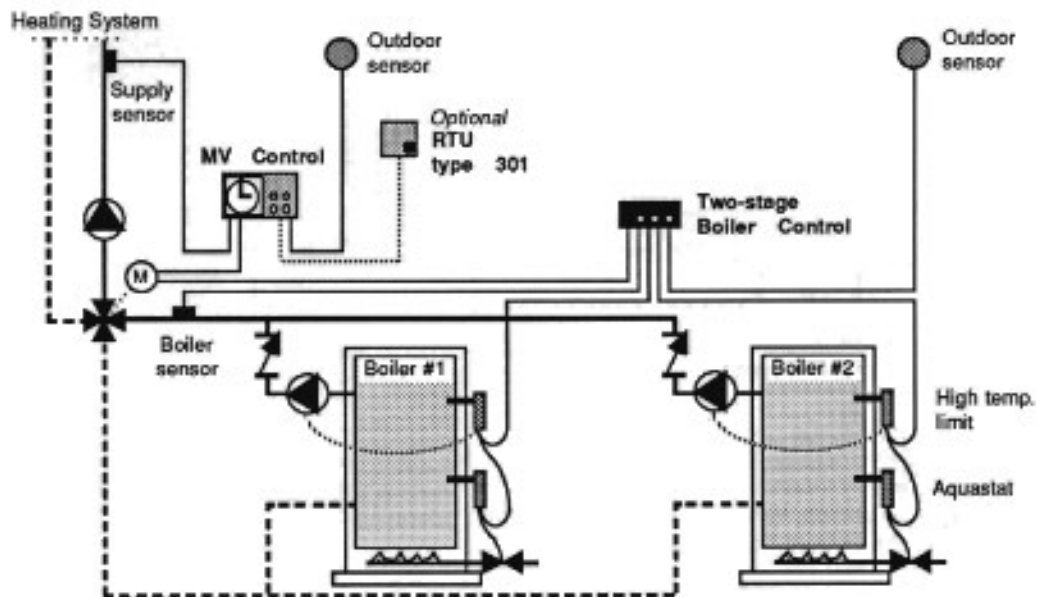 Heating System
Outdoor
sensor
Outdoor
sensor
Supply
sensor
Optional
RTU
type 301
MV Control
Two-stage
Boiler Control
M
Boiler
sensor
Boiler #1
Boiler #2
High temp.
limit
Aquastat